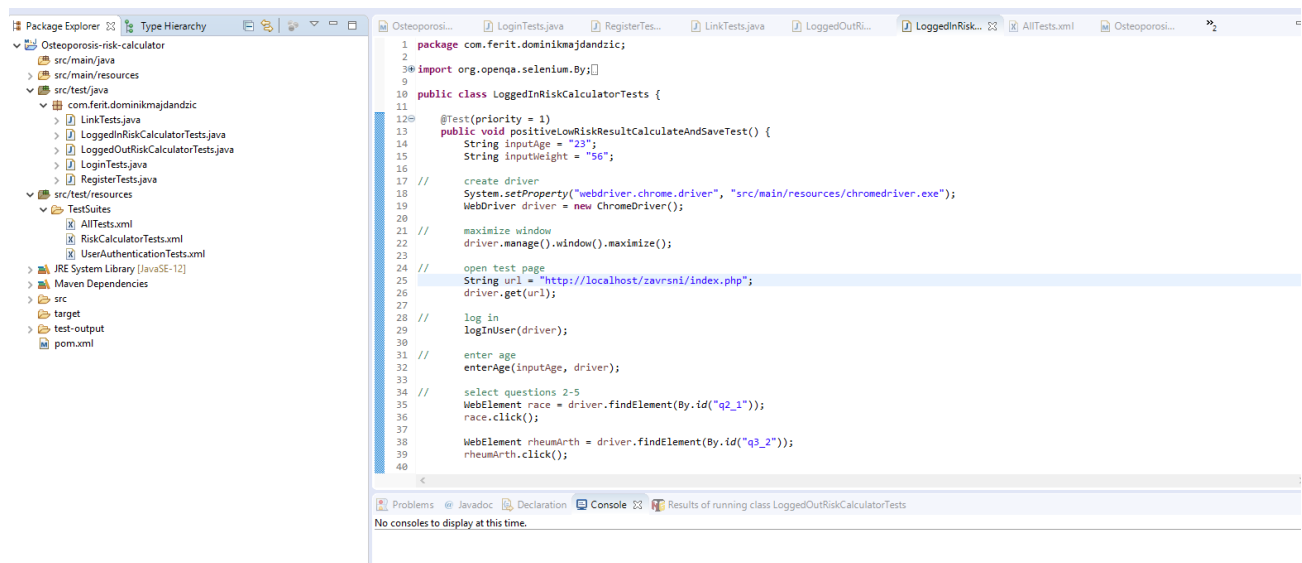 Package Explorer Type Hierarchy
Osteoporosis-risk-calculator
src/main/java
src/main/resources
src/test/java
com.ferit.dominikmajdandzic
LinkTests.java
LoggedInRiskCalculatorTests.java
LoggedOutRiskCalculatorTests.java
LoginTests.java
RegisterTests.java
src/test/resources
TestSuites
AllTests.xml
RiskCalculatorTests.xml
UserAuthenticationTests.xml
JRE System Library [JavaSE-12]
Maven Dependencies
src
target
test-output
pom.xml
Osteoporosi... LoginTests.java RegisterTes... LinkTests.java LoggedOutRi... LoggedInRisk... AllTests.xml Osteoporosi... »2
1 package com.ferit.dominikmajdandzic;
2
3 import org.openqa.selenium.By;
9
10 public class LoggedInRiskCalculatorTests {
11
12 @Test(priority = 1)
13 public void positiveLowRiskResultCalculateAndSaveTest() {
14 String inputAge = "23";
15 String inputWeight = "56";
16
17 // create driver
18 System.setProperty("webdriver.chrome.driver", "src/main/resources/chromedriver.exe");
19 WebDriver driver = new ChromeDriver();
20
21 // maximize window
22 driver.manage().window().maximize();
23
24 // open test page
25 String url = "http://localhost/zavrsni/index.php";
26 driver.get(url);
27
28 // log in
29 logInUser(driver);
30
31 // enter age
32 enterAge(inputAge, driver);
33
34 // select questions 2-5
35 WebElement race = driver.findElement(By.id("q2_1"));
36 race.click();
37
38 WebElement rheumArth = driver.findElement(By.id("q3_2"));
39 rheumArth.click();
40
Problems @ Javadoc Declaration Console Results of running class LoggedOutRiskCalculatorTests
No consoles to display at this time.